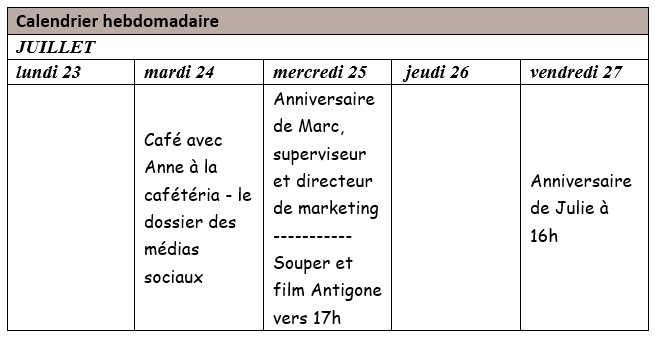 Calendrier hebdomadaire
JUILLET
lundi 23
mardi 24
mercredi 25
jeudi 26
vendredi 27
Café avec
Anne à la
cafétéria - le
dossier des
médias
sociaux
Anniversaire
de Marc,
superviseur
et directeur
de marketing
-----------
Souper et
film Antigone
vers 17h
Anniversaire
de Julie à
16h